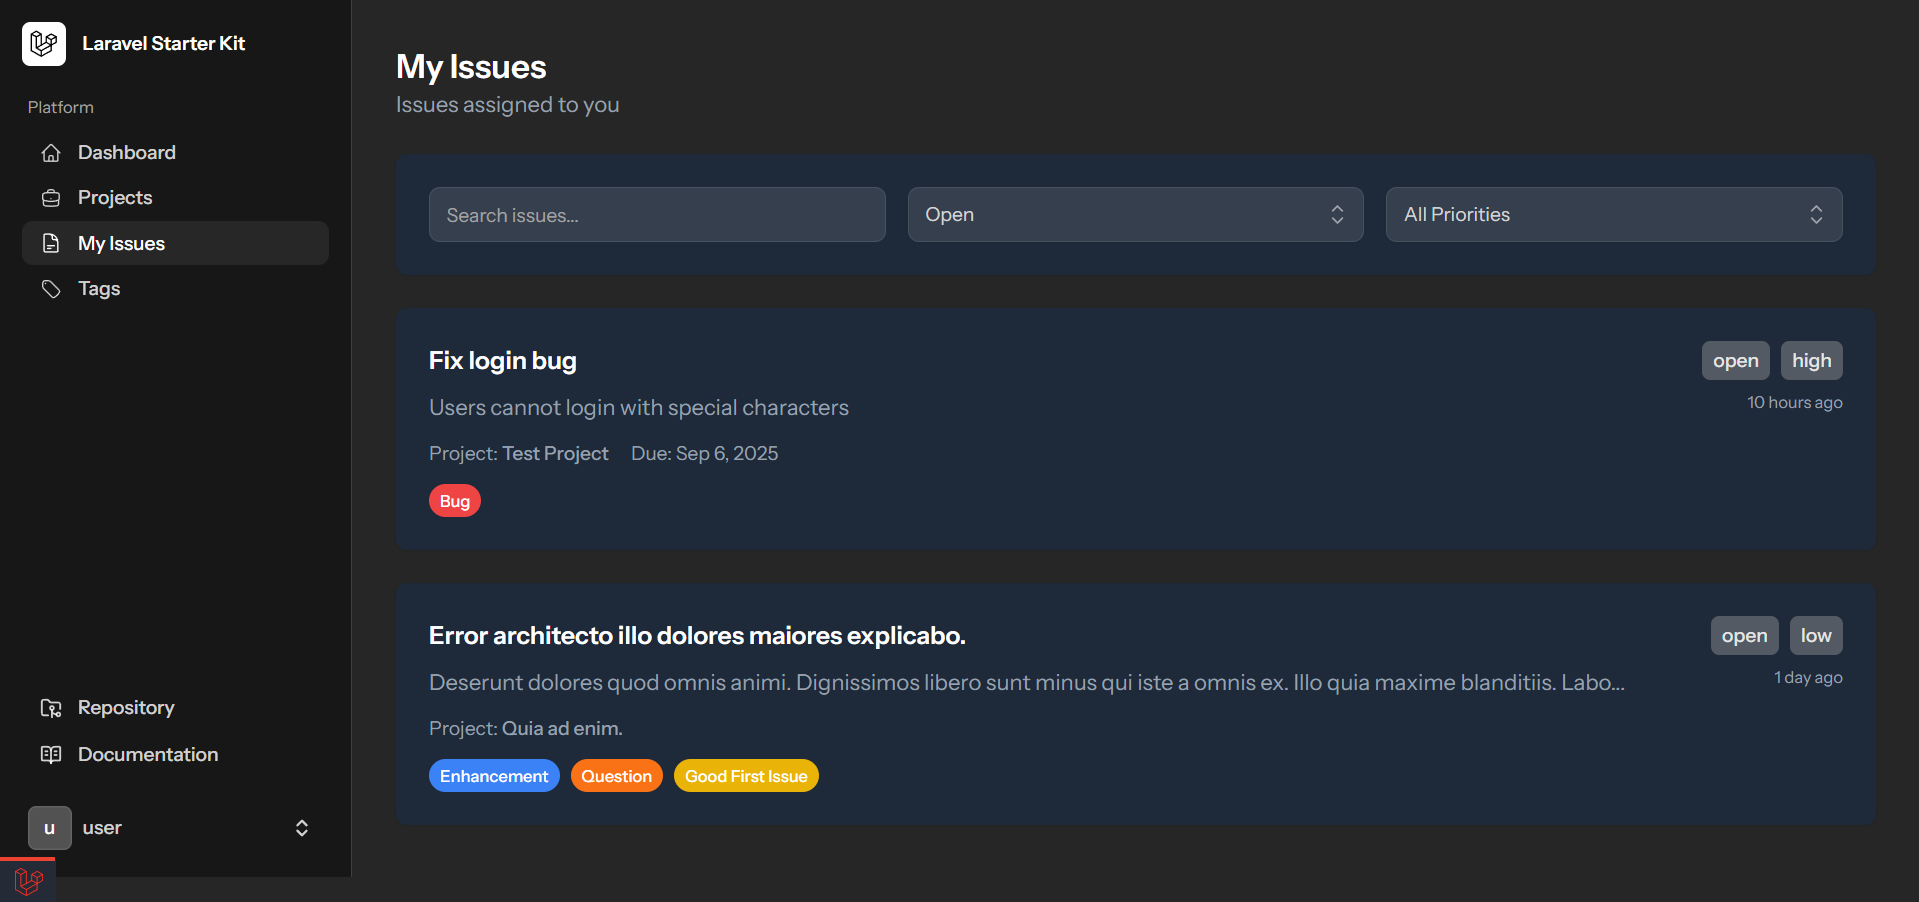 Laravel Starter Kit
Platform
Dashboard
Projects
My Issues
Tags
Repository
Documentation
u user
My Issues
Issues assigned to you
Search issues...
Open
All Priorities
Fix login bug
open high
Users cannot login with special characters
10 hours ago
Project: Test Project Due: Sep 6, 2025
Bug
Error architecto illo dolores maiores explicabo.
open low
Deserunt dolores quod omnis animi. Dignissimos libero sunt minus qui iste a omnis ex. Illo quia maxime blanditiis. Labo...
1 day ago
Project: Quia ad enim.
Enhancement Question Good First Issue